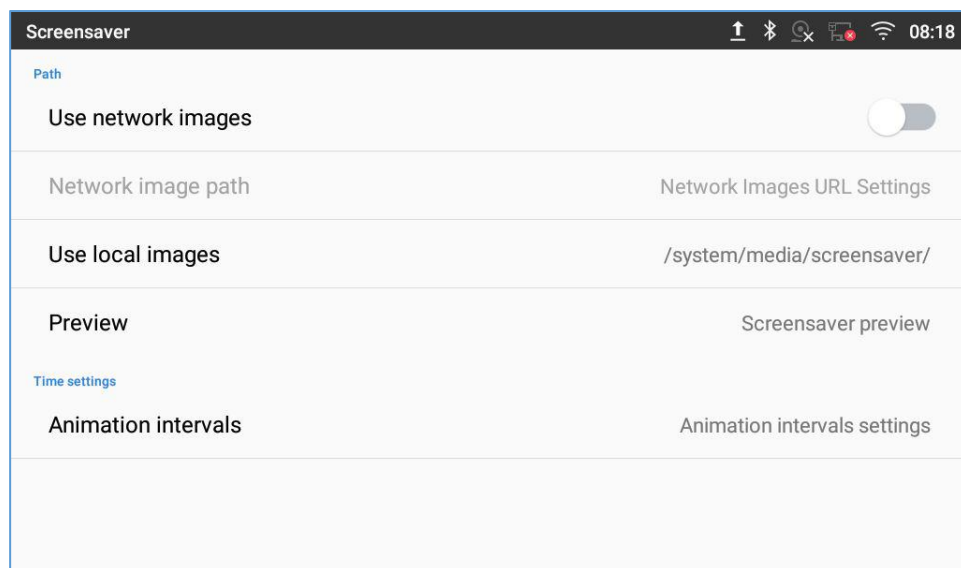 Screensaver 08:18
Path
Use network images
Network image path Network Images URL Settings
Use local images /system/media/screensaver/
Preview Screensaver preview
Time settings
Animation intervals Animation intervals settings